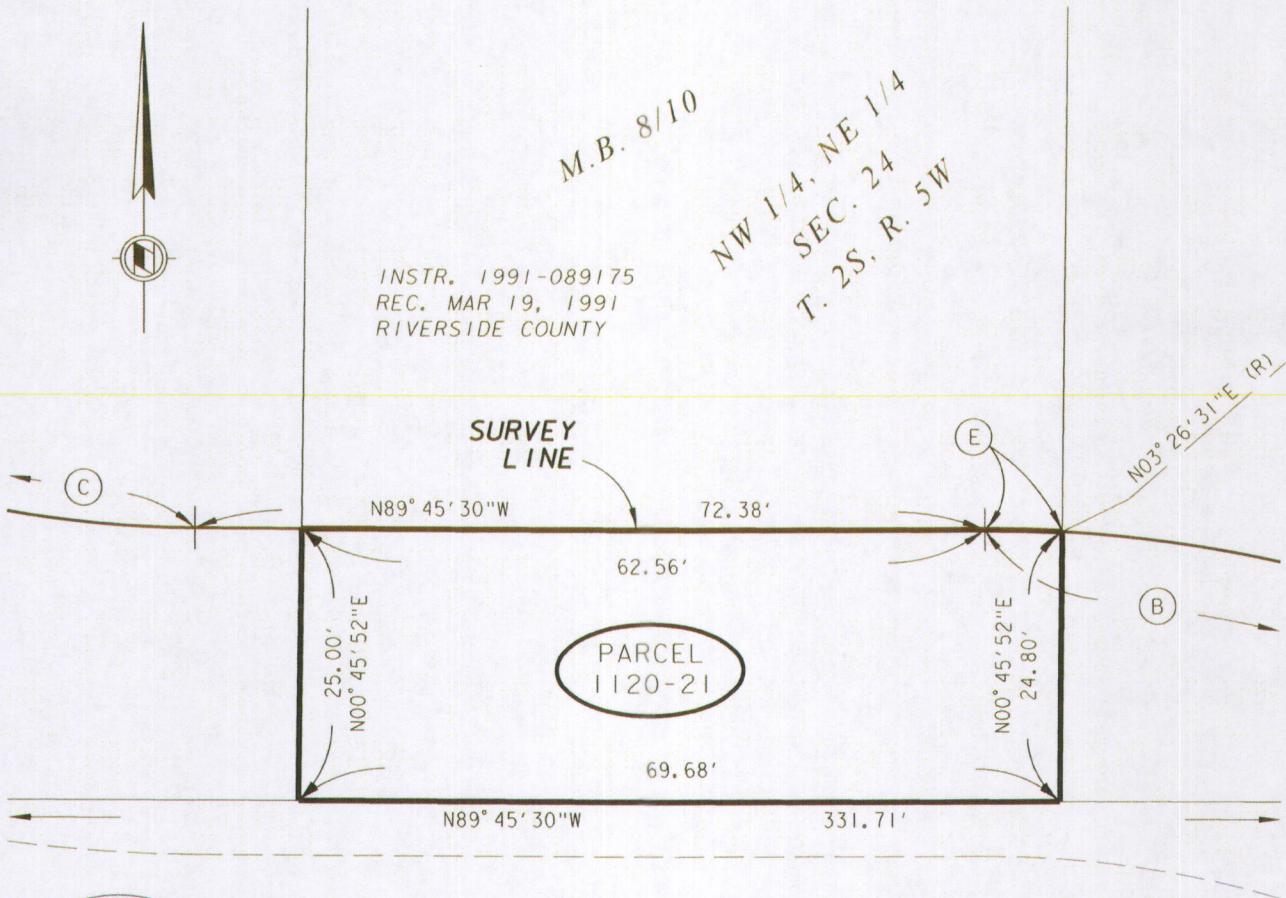 M.B. 8/10
NW 1/4, NE 1/4
SEC. 24
T. 2S, R. 5W
INSTR. 1991-089175
REC. MAR 19, 1991
RIVERSIDE COUNTY
N03°26'31"E (R)
SURVEY
LINE
E
C
N89°45'30"W 72.38'
62.56'
B
25.00'
N00°45'52"E
PARCEL
1120-21
N00°45'52"E
24.80'
69.68'
N89°45'30"W 331.71'